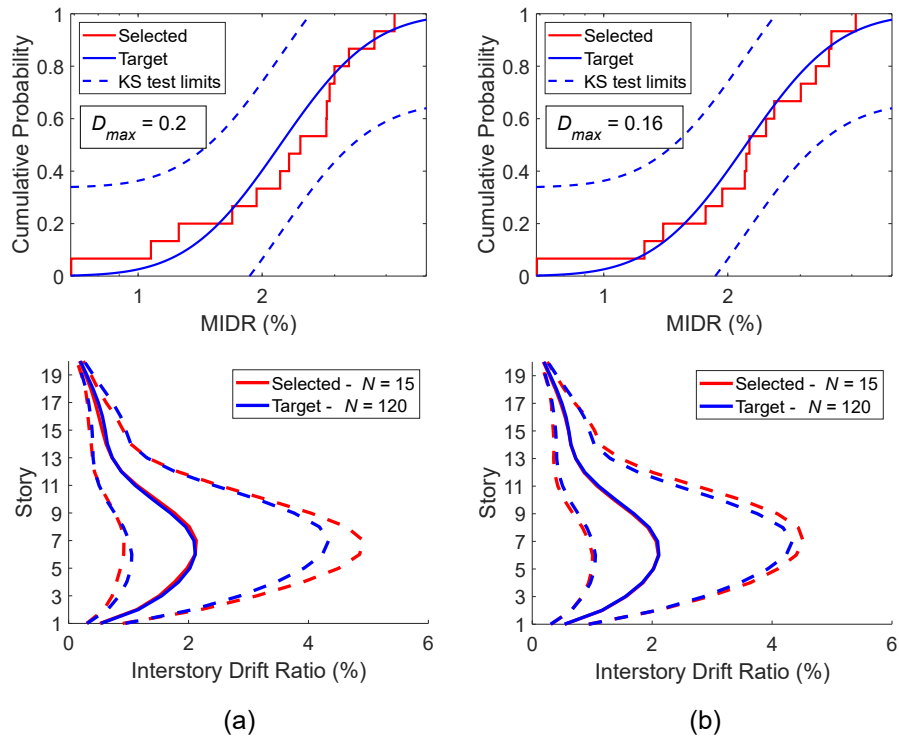 Selected
Target
KS test limits
D_max = 0.2
1
0.8
0.6
0.4
0.2
0
Cumulative Probability
1
2
MIDR (%)
Selected
Target
KS test limits
D_max = 0.16
1
0.8
0.6
0.4
0.2
0
Cumulative Probability
1
2
MIDR (%)
Selected - N = 15
Target - N = 120
19
17
15
13
11
9
7
5
3
1
Story
0
2
4
6
Interstory Drift Ratio (%)
Selected - N = 15
Target - N = 120
19
17
15
13
11
9
7
5
3
1
Story
0
2
4
6
Interstory Drift Ratio (%)
(a)
(b)